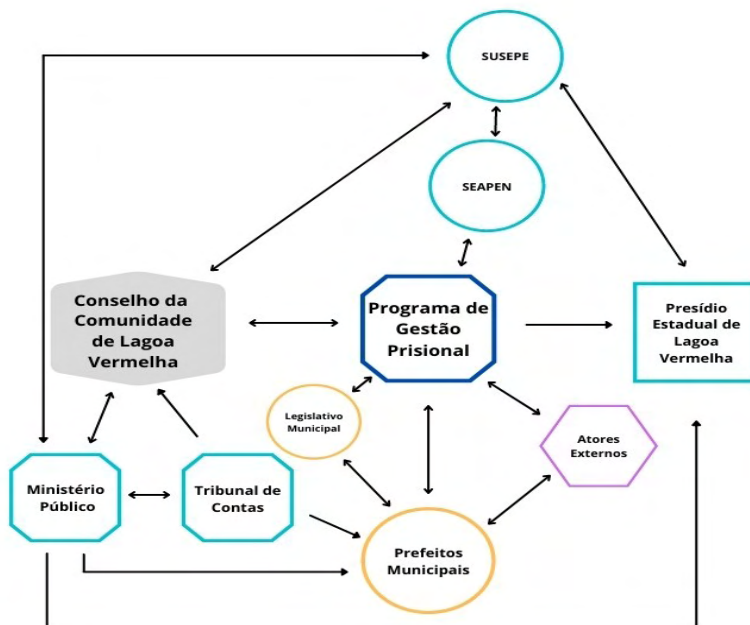 SUSEPE
SEAPEN
Conselho da
Comunidade
de Lagoa
Vermelha
Programa de
Gestão
Prisional
Presídio
Estadual de
Lagoa
Vermelha
Legislativo
Municipal
Atores
Externos
Ministério
Público
Tribunal de
Contas
Prefeitos
Municipais